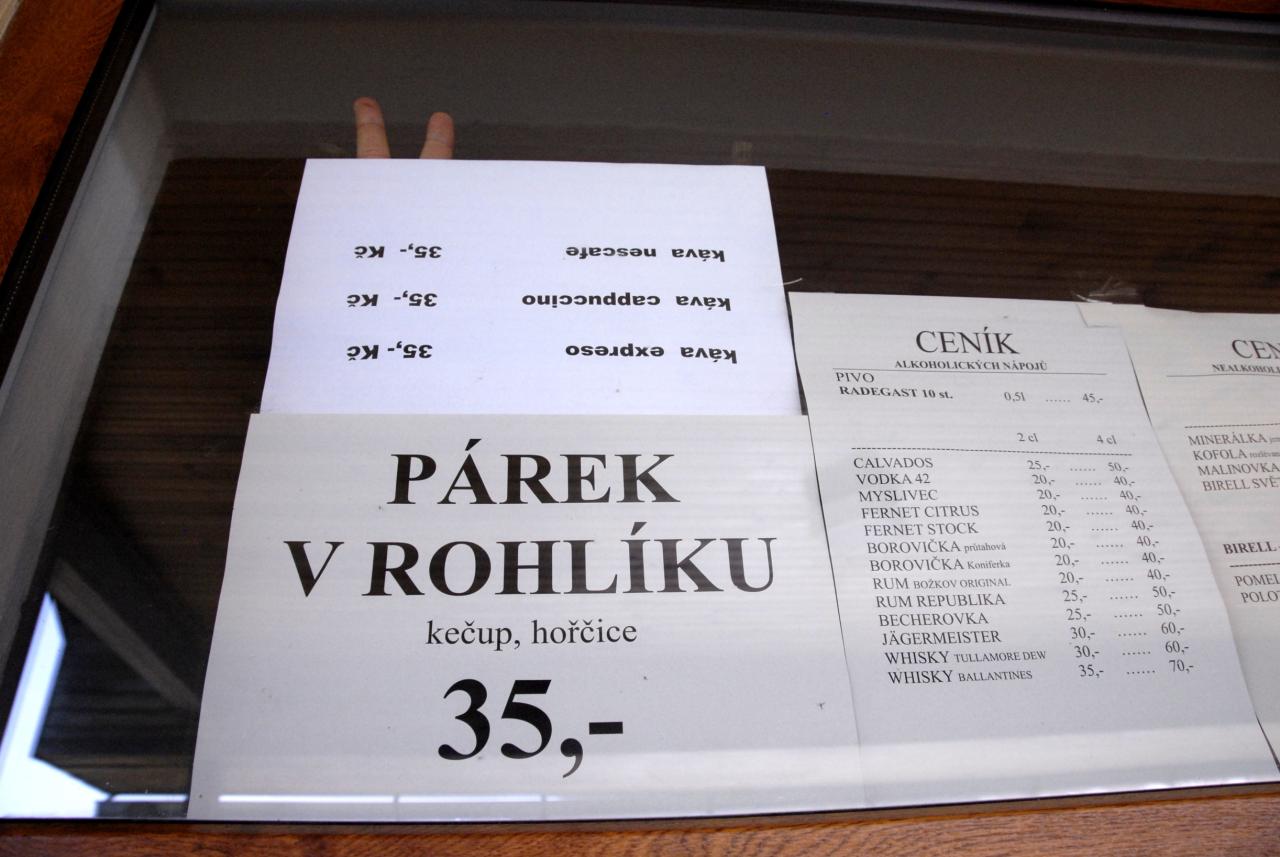 káva expreso 35,- Kč
káva cappuccino 35,- Kč
káva nescafe 35,- Kč
PÁREK
V ROHLÍKU
kečup, hořčice
35,-
CENÍK
ALKOHOLICKÝCH NÁPOJŮ
PIVO
RADEGAST 10 st. 0,5l ...... 45,-
2 cl 4 cl
CALVADOS 25,- ...... 50,-
VODKA 42 20,- ...... 40,-
MYSLIVEC 20,- ...... 40,-
FERNET CITRUS 20,- ...... 40,-
FERNET STOCK 20,- ...... 40,-
BOROVIČKA průtahová 20,- ...... 40,-
BOROVIČKA Koniferka 20,- ...... 40,-
RUM BOŽKOV ORIGINAL 20,- ...... 40,-
RUM REPUBLIKA 25,- ...... 50,-
BECHEROVKA 25,- ...... 50,-
JÄGERMEISTER 30,- ...... 60,-
WHISKY TULLAMORE DEW 30,- ...... 60,-
WHISKY BALLANTINES 35,- ...... 70,-
MINERÁLKA
KOFOLA
MALINOVKA
BIRELL
BIRELL